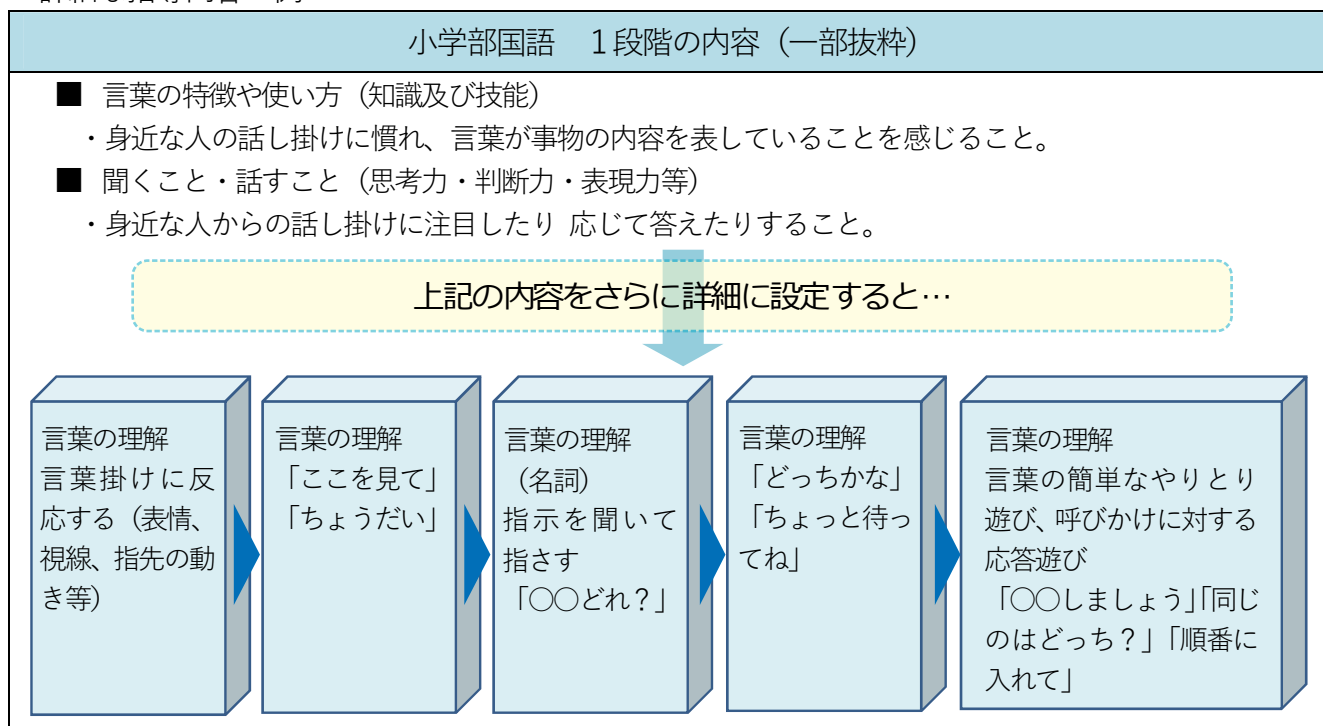 小学部国語　１段階の内容（一部抜粋）
■ 言葉の特徴や使い方（知識及び技能）
・身近な人の話し掛けに慣れ、言葉が事物の内容を表していることを感じること。
■ 聞くこと・話すこと（思考力・判断力・表現力等）
・身近な人からの話し掛けに注目したり 応じて答えたりすること。
上記の内容をさらに詳細に設定すると…
言葉の理解
言葉掛けに反
応する（表情、
視線、指先の動
き等）
言葉の理解
「ここを見て」
「ちょうだい」
言葉の理解
（名詞）
指示を聞いて
指さす
「〇〇どれ？」
言葉の理解
「どっちかな」
「ちょっと待っ
てね」
言葉の理解
言葉の簡単なやりとり
遊び、呼びかけに対する
応答遊び
「〇〇しましょう」「同じ
のはどっち？」「順番に
入れて」